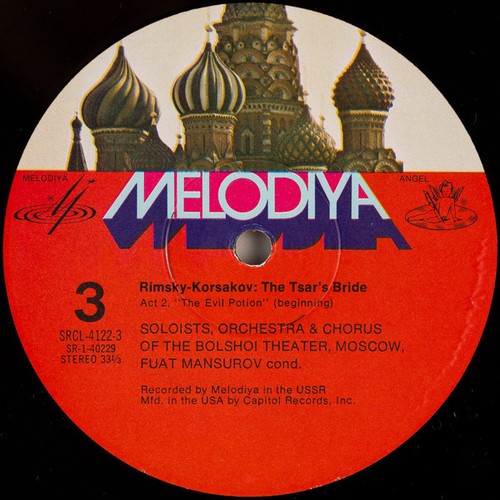 MELODIYA
ANGEL
MELODIYA
3
Rimsky-Korsakov: The Tsar's Bride
Act 2, "The Evil Potion" (beginning)
SRCL-4122-3
SR-1-40229
STEREO 33⅓
SOLOISTS, ORCHESTRA & CHORUS
OF THE BOLSHOI THEATER, MOSCOW,
FUAT MANSUROV cond.
Recorded by Melodiya in the USSR
Mfd. in the USA by Capitol Records, Inc.